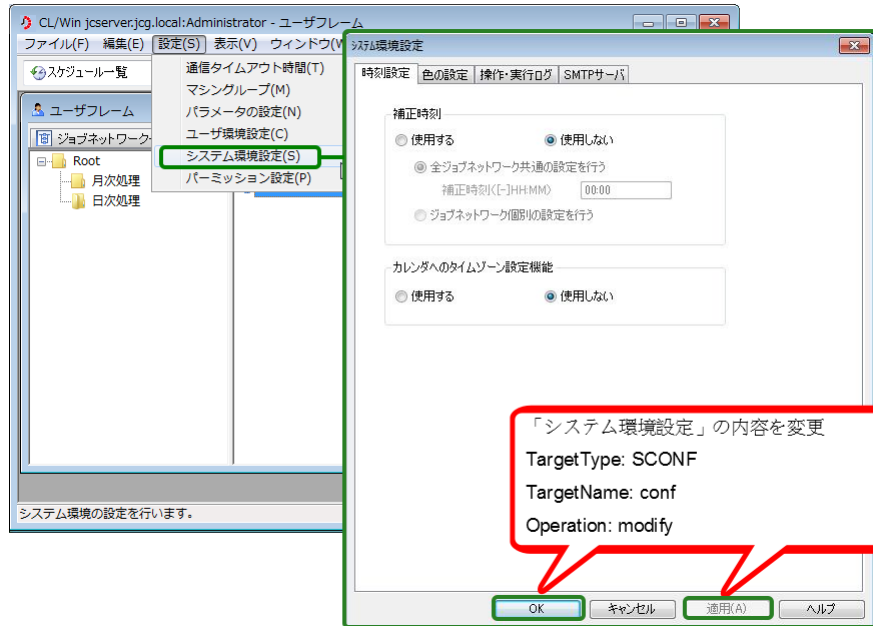 CL/Win jcserver.jcg.local:Administrator - ユーザフレーム
ファイル(F) 編集(E) 設定(S) 表示(V) ウィンドウ(W
スケジュール一覧
通信タイムアウト時間(T)
マシングループ(M)
パラメータの設定(N)
ユーザ環境設定(C)
システム環境設定(S)
パーミッション設定(P)
ユーザフレーム
ジョブネットワーク
Root
月次処理
日次処理
システム環境の設定を行います。
システム環境設定
時刻設定 色の設定 操作・実行ログ SMTPサーバ
補正時刻
使用する 使用しない
全ジョブネットワーク共通の設定を行う
補正時刻([-]HH:MM) 00:00
ジョブネットワーク個別の設定を行う
カレンダへのタイムゾーン設定機能
使用する 使用しない
「システム環境設定」の内容を変更
TargetType: SCONF
TargetName: conf
Operation: modify
OK キャンセル 適用(A) ヘルプ